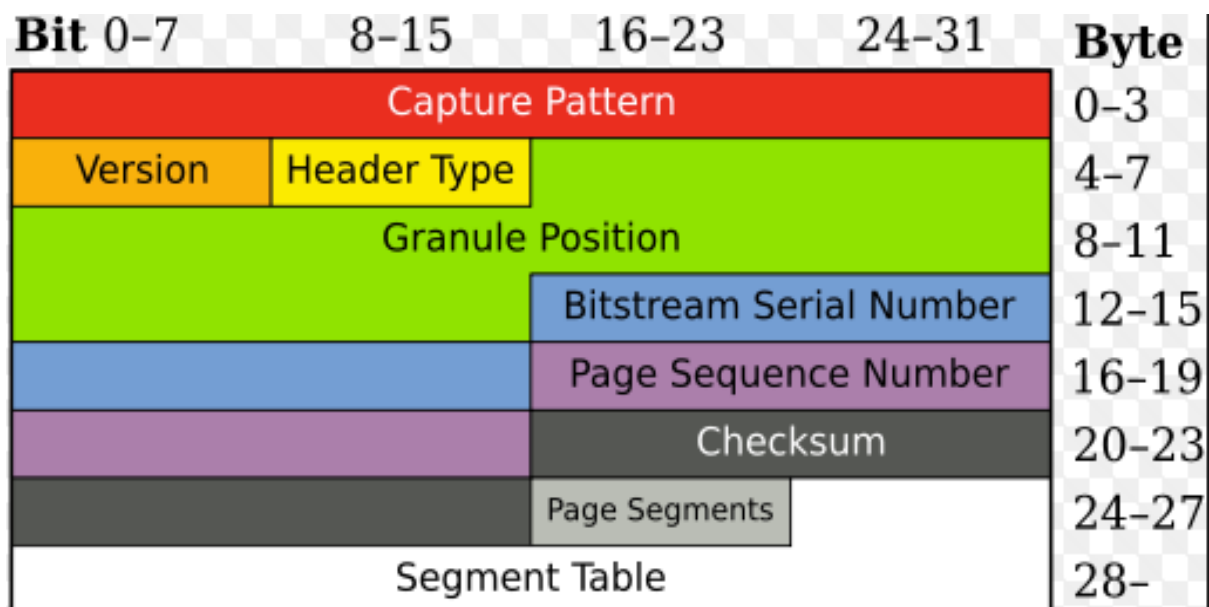 Bit 0–7 8–15 16–23 24–31 Byte
Capture Pattern 0–3
Version Header Type 4–7
Granule Position 8–11
Bitstream Serial Number 12–15
Page Sequence Number 16–19
Checksum 20–23
Page Segments 24–27
Segment Table 28–